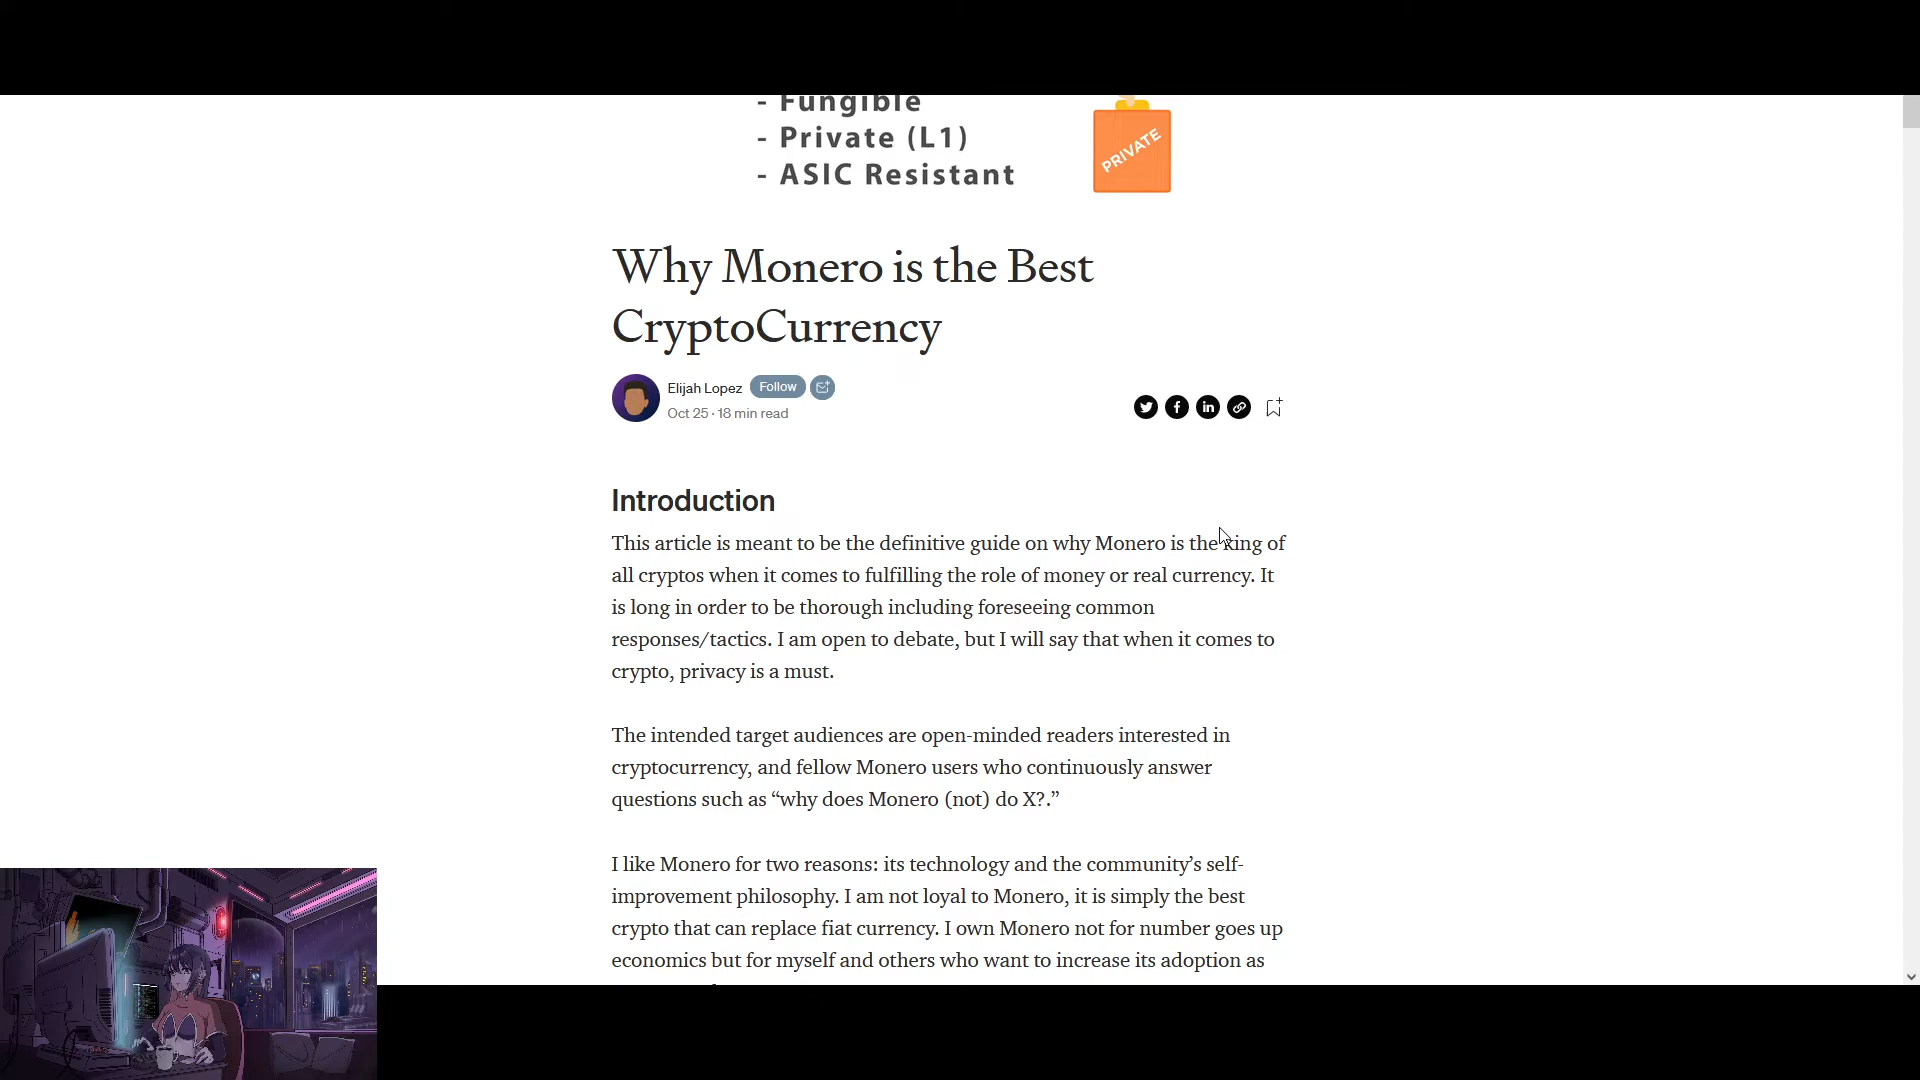 - Fungible
- Private (L1)
- ASIC Resistant
PRIVATE
Why Monero is the Best
CryptoCurrency
Elijah Lopez Follow
Oct 25 · 18 min read
Introduction
This article is meant to be the definitive guide on why Monero is the king of
all cryptos when it comes to fulfilling the role of money or real currency. It
is long in order to be thorough including foreseeing common
responses/tactics. I am open to debate, but I will say that when it comes to
crypto, privacy is a must.
The intended target audiences are open-minded readers interested in
cryptocurrency, and fellow Monero users who continuously answer
questions such as “why does Monero (not) do X?.”
I like Monero for two reasons: its technology and the community’s self-
improvement philosophy. I am not loyal to Monero, it is simply the best
crypto that can replace fiat currency. I own Monero not for number goes up
economics but for myself and others who want to increase its adoption as